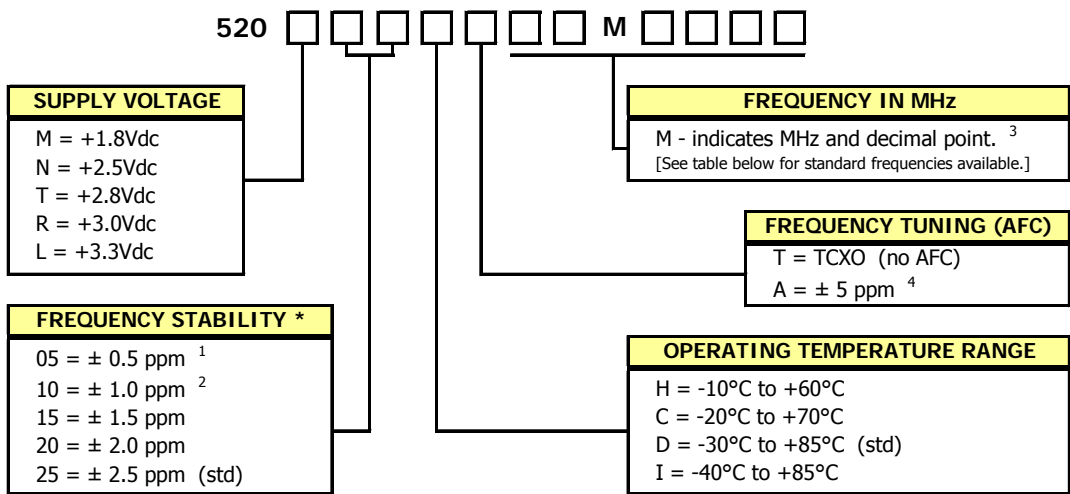 520 M
SUPPLY VOLTAGE
M = +1.8Vdc
N = +2.5Vdc
T = +2.8Vdc
R = +3.0Vdc
L = +3.3Vdc
FREQUENCY STABILITY *
05 = ± 0.5 ppm 1
10 = ± 1.0 ppm 2
15 = ± 1.5 ppm
20 = ± 2.0 ppm
25 = ± 2.5 ppm (std)
FREQUENCY IN MHz
M - indicates MHz and decimal point. 3
[See table below for standard frequencies available.]
FREQUENCY TUNING (AFC)
T = TCXO (no AFC)
A = ± 5 ppm 4
OPERATING TEMPERATURE RANGE
H = -10°C to +60°C
C = -20°C to +70°C
D = -30°C to +85°C (std)
I = -40°C to +85°C